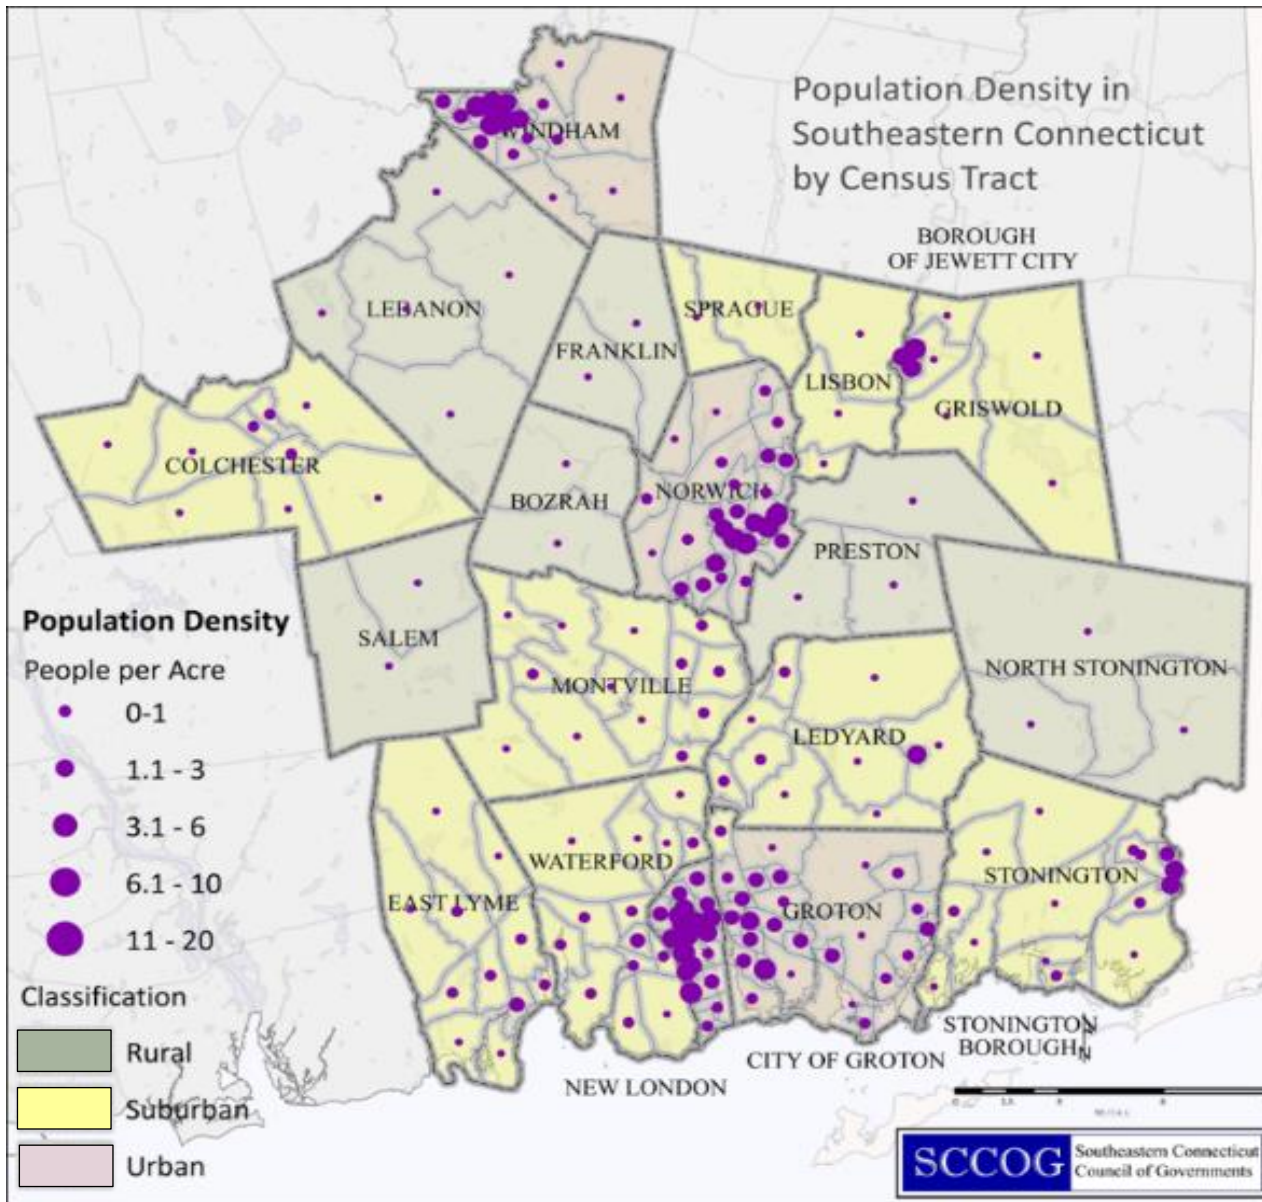 Population Density in
Southeastern Connecticut
by Census Tract
WINDHAM
BOROUGH
OF JEWETT CITY
LEBANON
SPRAGUE
FRANKLIN
LISBON
GRISWOLD
COLCHESTER
BOZRAH
NORWICH
PRESTON
SALEM
NORTH STONINGTON
MONTVILLE
LEDYARD
WATERFORD
STONINGTON
EAST LYME
GROTON
STONINGTON
BOROUGH
N
CITY OF GROTON
NEW LONDON
Population Density
People per Acre
0-1
1.1 - 3
3.1 - 6
6.1 - 10
11 - 20
Classification
Rural
Suburban
Urban
SCCOG
Southeastern Connecticut
Council of Governments